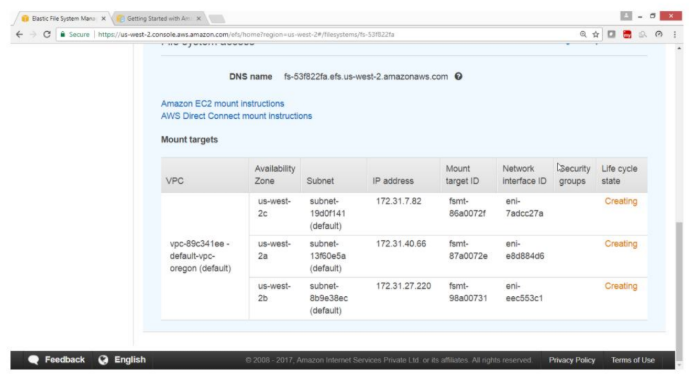 Elastic File System Mana
Getting Started with Am
Secure | https://us-west-2.console.aws.amazon.com/efs/home?region=us-west-2#/filesystems/fs-53f822fa
File system access
DNS name fs-53f822fa.efs.us-west-2.amazonaws.com
Amazon EC2 mount instructions
AWS Direct Connect mount instructions
Mount targets
VPC
Availability
Zone
Subnet
IP address
Mount
target ID
Network
interface ID
Security
groups
Life cycle
state
vpc-89c341ee -
default-vpc-
oregon (default)
us-west-
2c
subnet-
19d0f141
(default)
172.31.7.82
fsmt-
86a0072f
eni-
7adcc27a
Creating
us-west-
2a
subnet-
13f60e5a
(default)
172.31.40.66
fsmt-
87a0072e
eni-
e8d884d6
Creating
us-west-
2b
subnet-
8b9e38ec
(default)
172.31.27.220
fsmt-
98a00731
eni-
eec553c1
Creating
Feedback English © 2008 - 2017, Amazon Internet Services Private Ltd. or its affiliates. All rights reserved. Privacy Policy Terms of Use